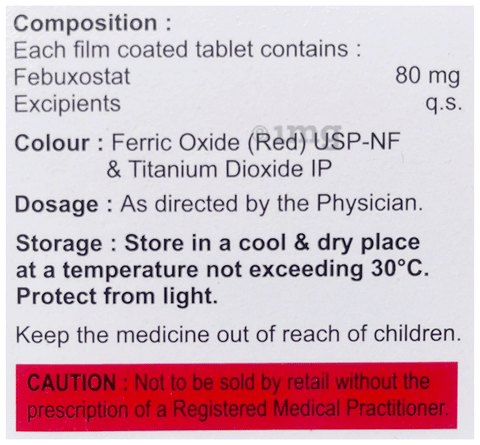 Composition :
Each film coated tablet contains :
Febuxostat 80 mg
Excipients q.s.
Colour : Ferric Oxide (Red) USP-NF
& Titanium Dioxide IP
Dosage : As directed by the Physician.
Storage : Store in a cool & dry place
at a temperature not exceeding 30°C.
Protect from light.
Keep the medicine out of reach of children.
CAUTION : Not to be sold by retail without the
prescription of a Registered Medical Practitioner.
1mg